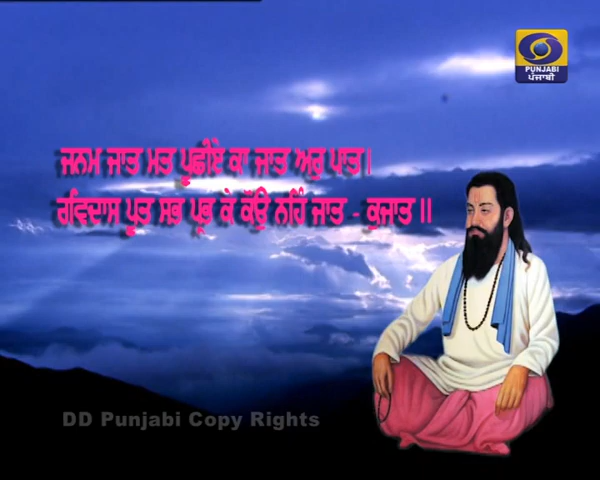 PUNJABI
ਪੰਜਾਬੀ
ਜਨਮ ਜਾਤ ਮਤ ਪੂਛੀਏ ਕਾ ਜਾਤ ਅਰੁ ਪਾਤ।
ਰਵਿਦਾਸ ਪੂਤ ਸਭ ਪ੍ਰਭ ਕੇ ਕੋਉ ਨਹਿੰ ਜਾਤ - ਕੁਜਾਤ ॥
DD Punjabi Copy Rights